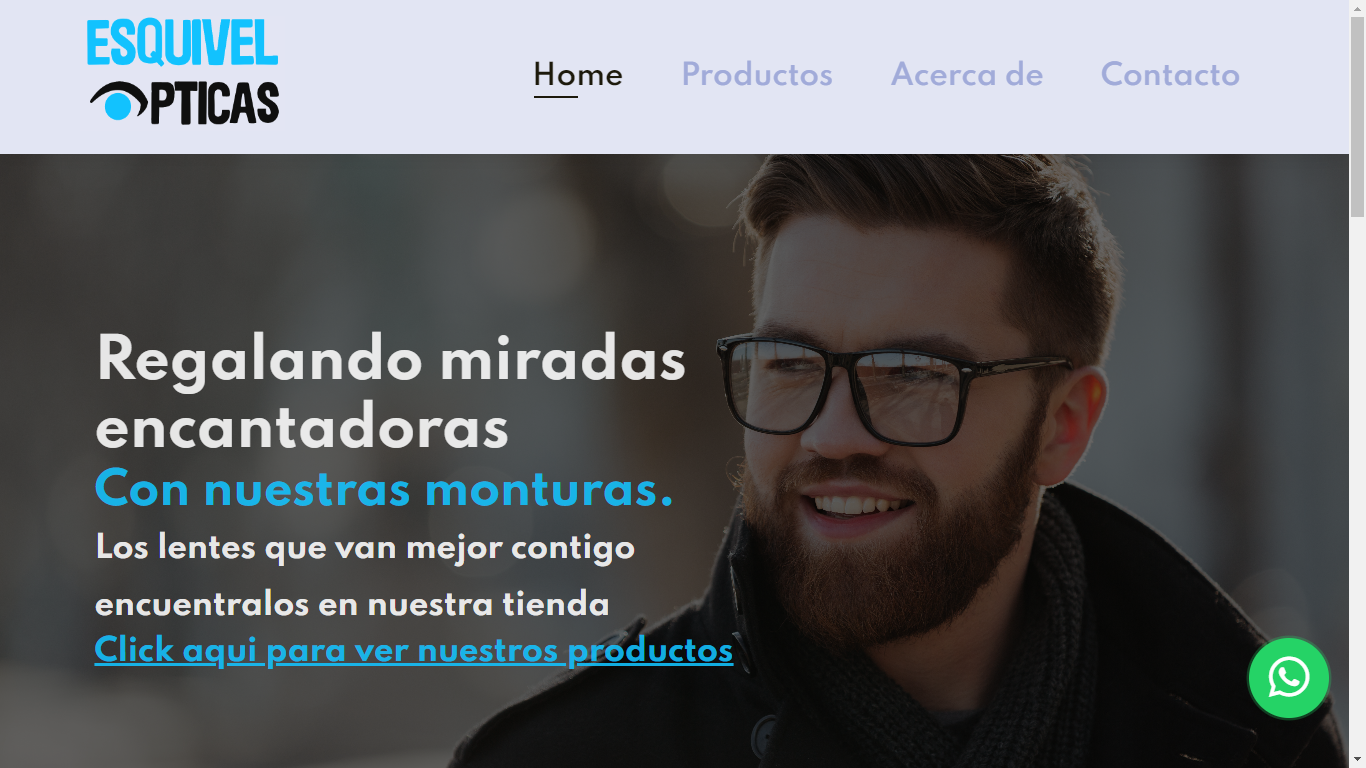 ESQUIVEL
OPTICAS
Home Productos Acerca de Contacto
Regalando miradas
encantadoras
Con nuestras monturas.
Los lentes que van mejor contigo
encuentralos en nuestra tienda
Click aqui para ver nuestros productos